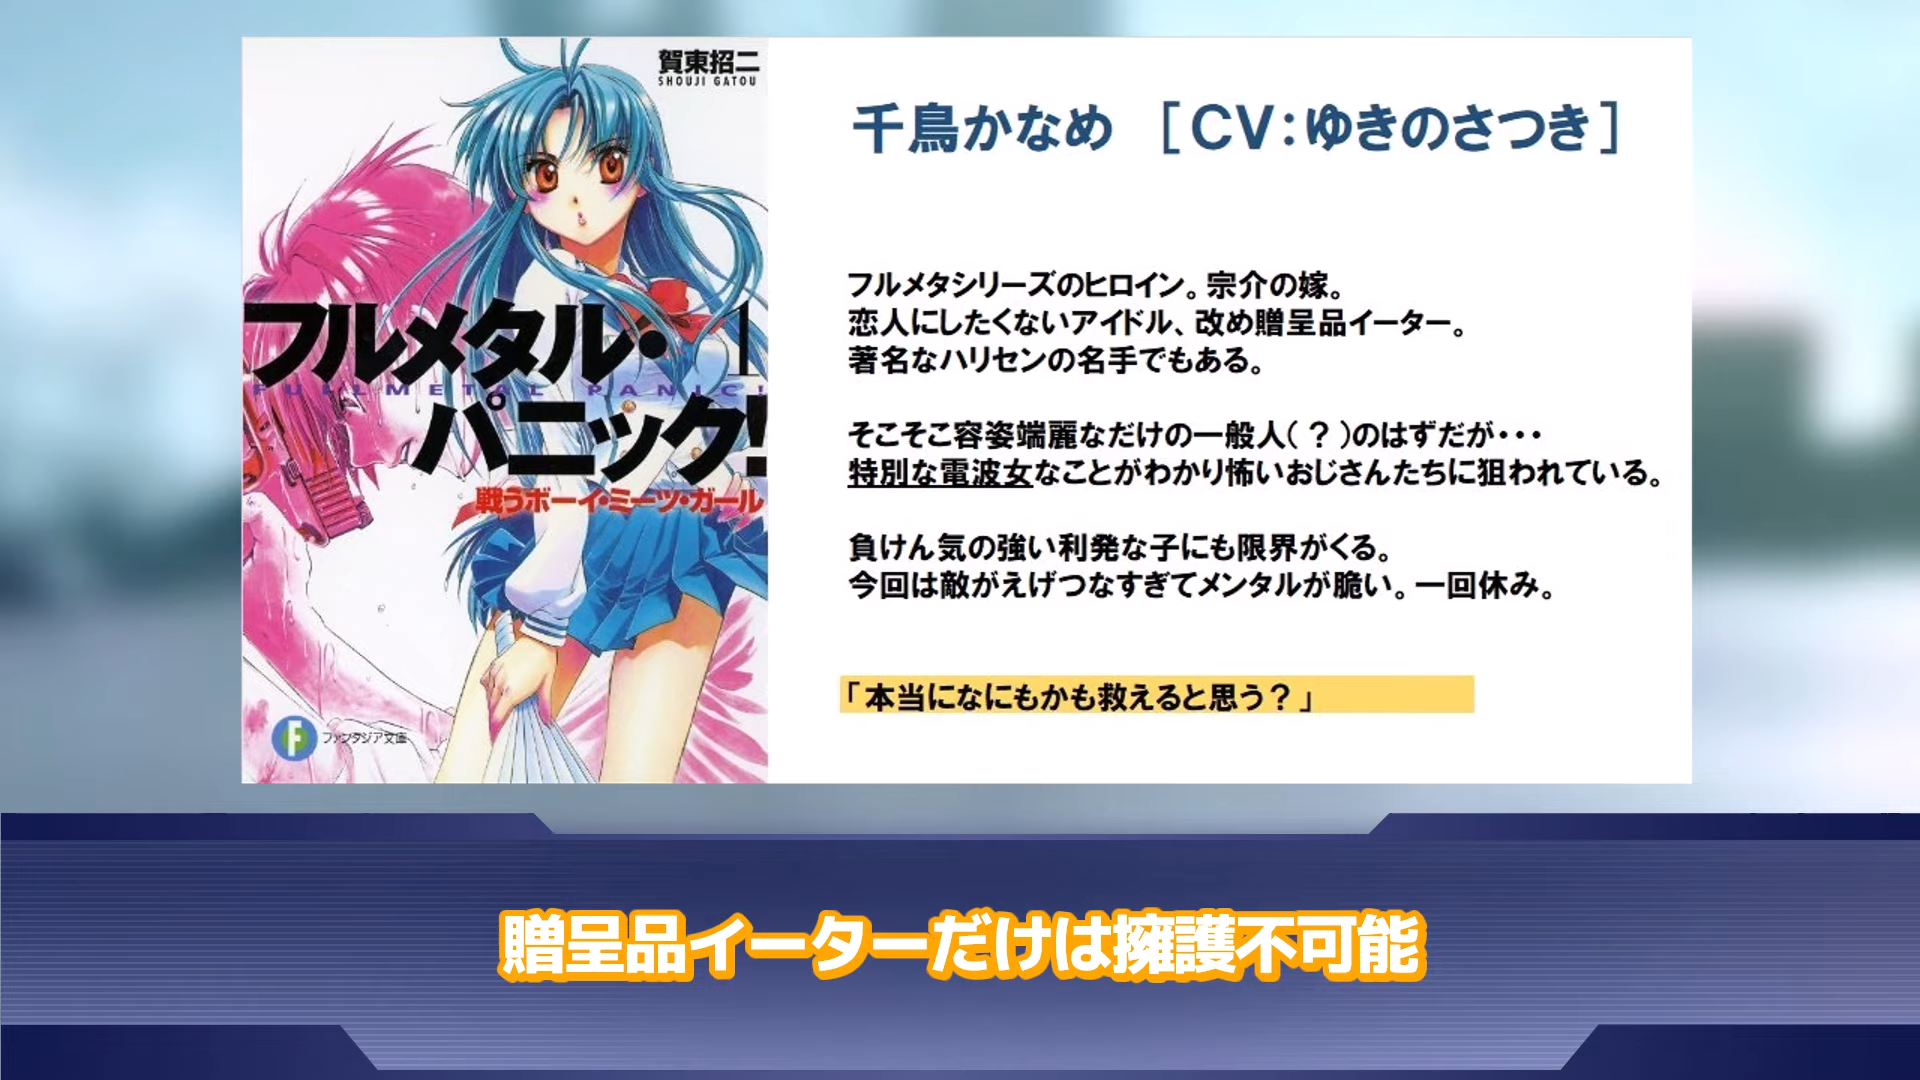 賀東招二
SHOUJI GATOU
フルメタル・
1
FULL METAL PANIC!
パニック!
戦うボーイ・ミーツ・ガール
F
ファンタジア文庫
千鳥かなめ [CV:ゆきのさつき]
フルメタシリーズのヒロイン。宗介の嫁。
恋人にしたくないアイドル、改め贈呈品イーター。
著名なハリセンの名手でもある。
そこそこ容姿端麗なだけの一般人(?)のはずだが・・・
特別な電波女なことがわかり怖いおじさんたちに狙われている。
負けん気の強い利発な子にも限界がくる。
今回は敵がえげつなすぎてメンタルが脆い。一回休み。
「本当になにもかも救えると思う?」
贈呈品イーターだけは擁護不可能